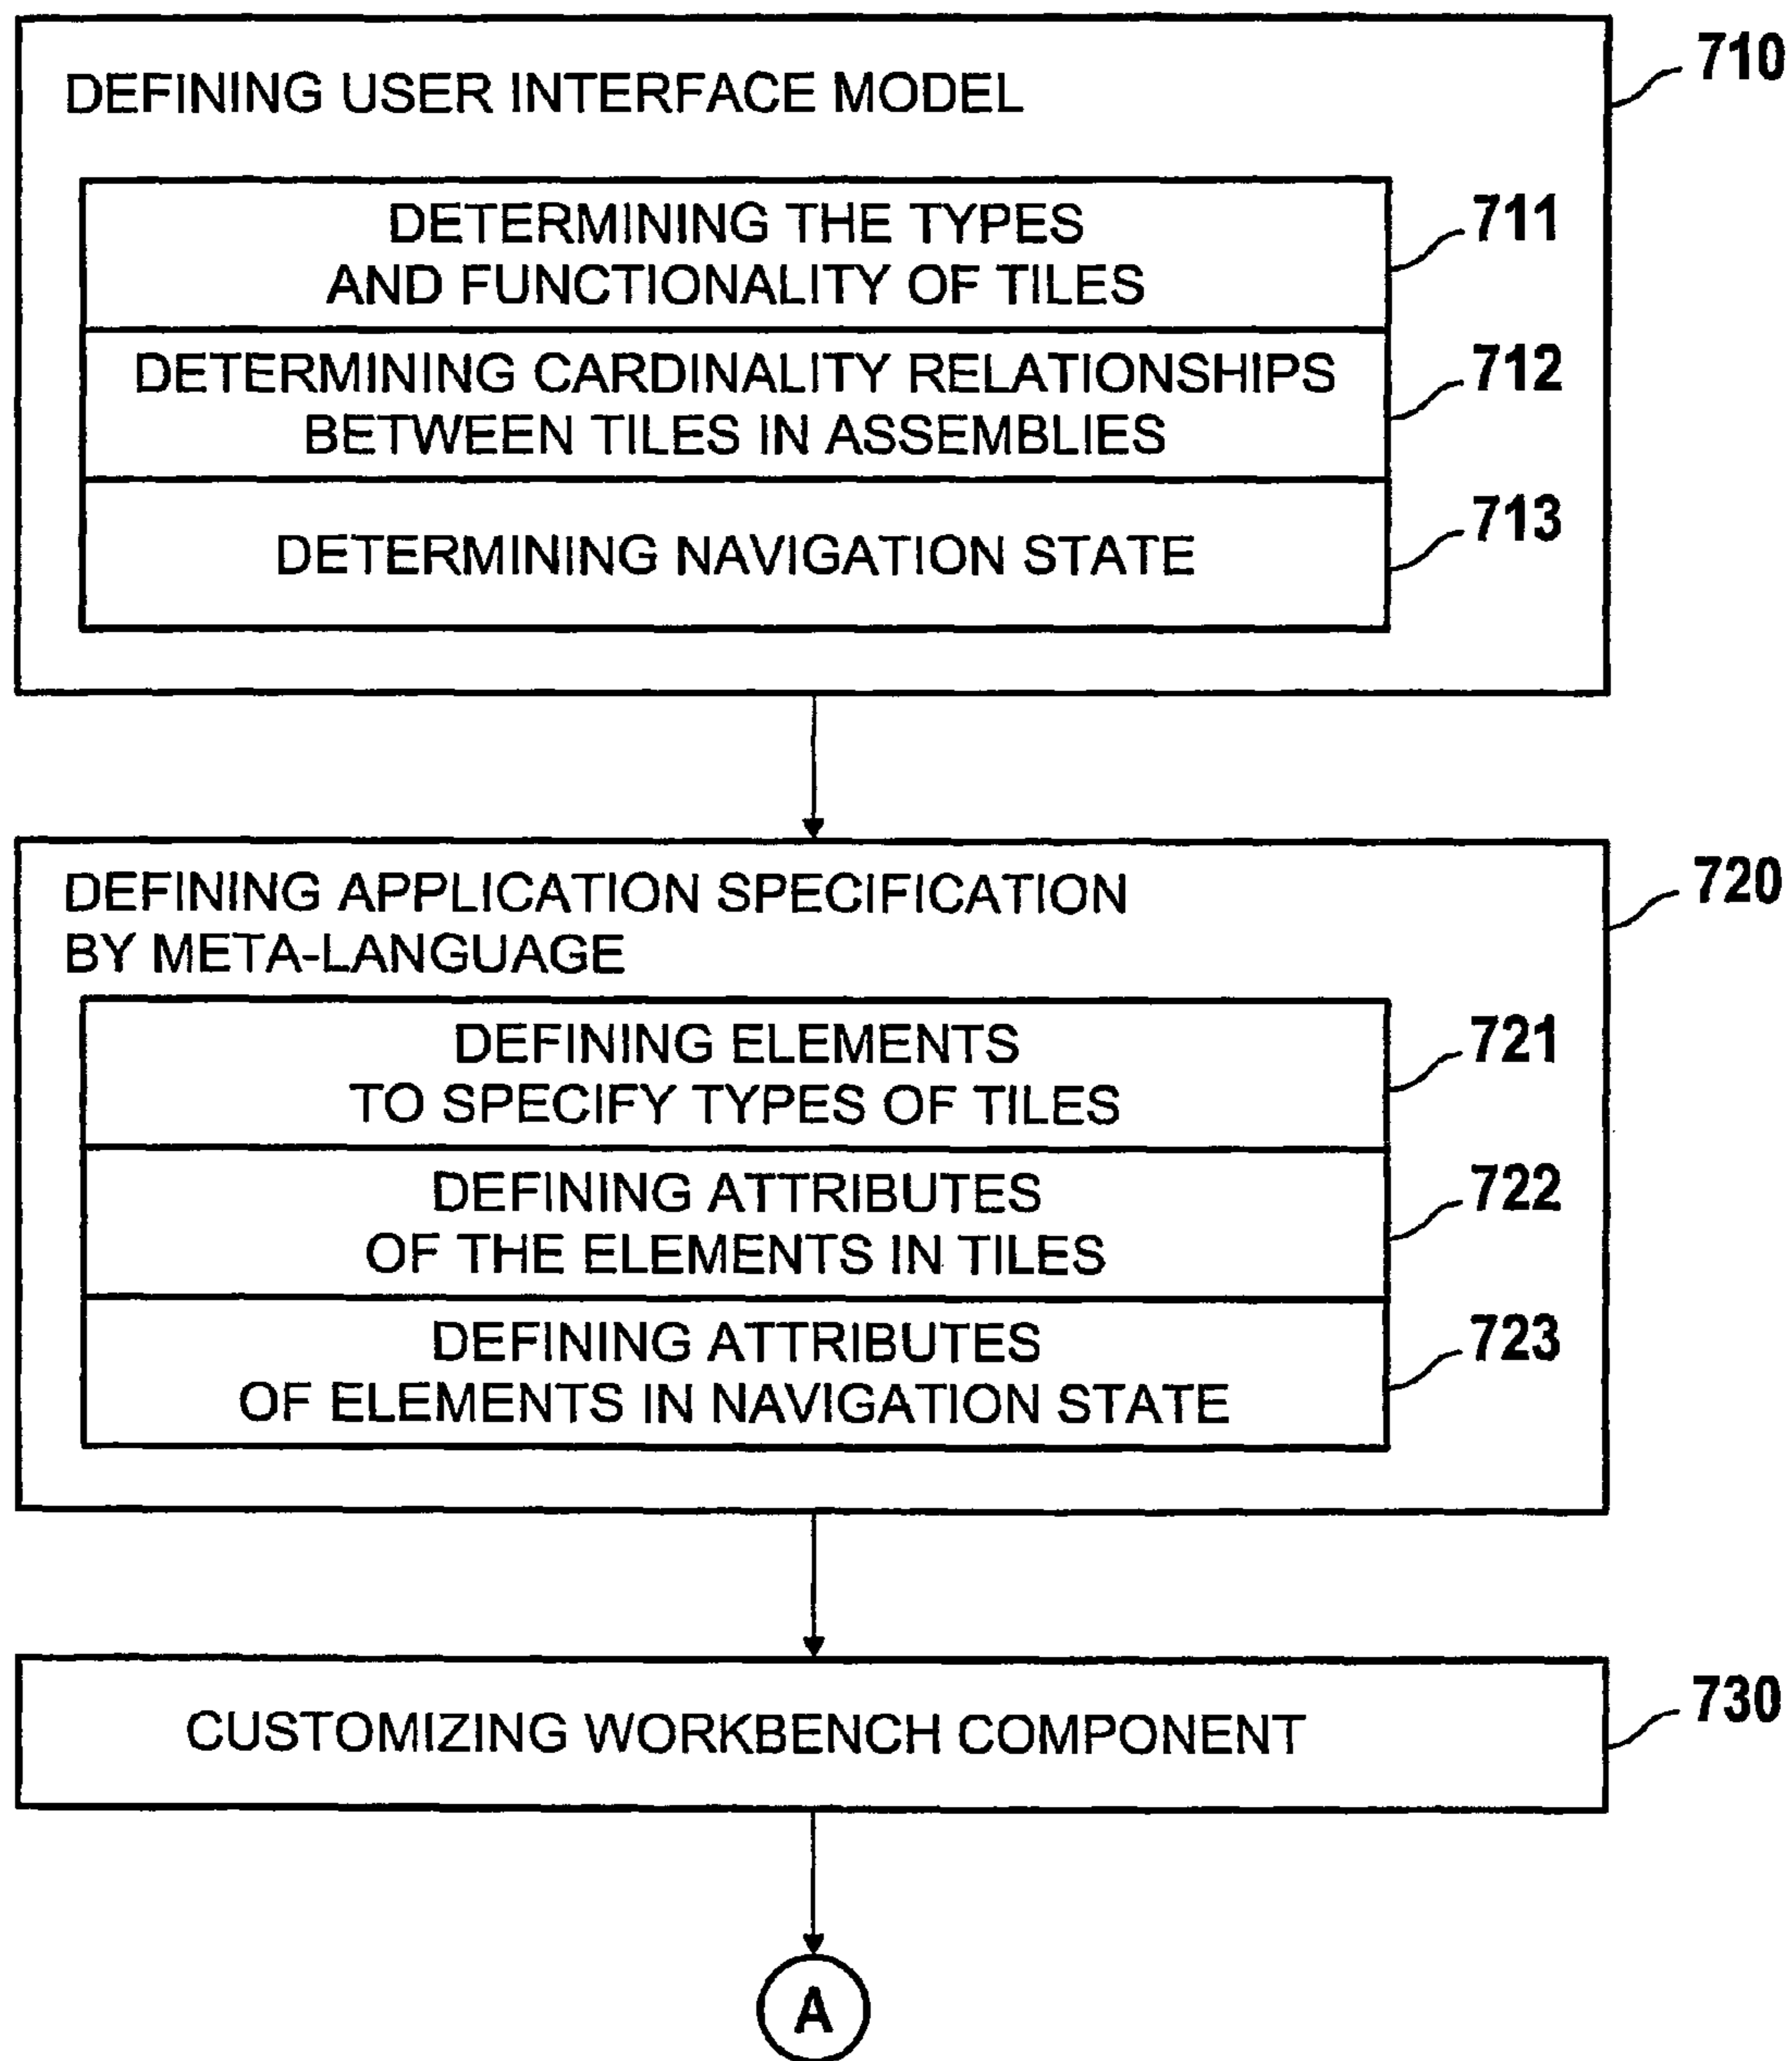 DEFINING USER INTERFACE MODEL
710
DETERMINING THE TYPES
AND FUNCTIONALITY OF TILES
711
DETERMINING CARDINALITY RELATIONSHIPS
BETWEEN TILES IN ASSEMBLIES
712
DETERMINING NAVIGATION STATE
713
DEFINING APPLICATION SPECIFICATION
BY META-LANGUAGE
720
DEFINING ELEMENTS
TO SPECIFY TYPES OF TILES
721
DEFINING ATTRIBUTES
OF THE ELEMENTS IN TILES
722
DEFINING ATTRIBUTES
OF ELEMENTS IN NAVIGATION STATE
723
CUSTOMIZING WORKBENCH COMPONENT
730
A